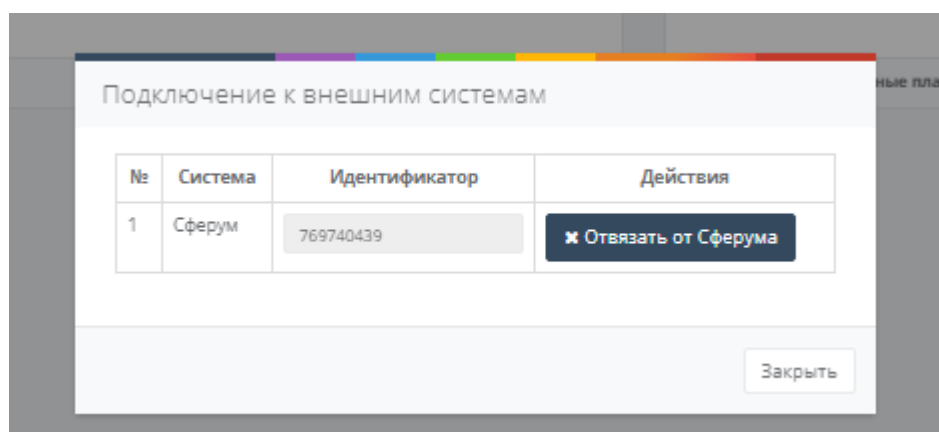 Подключение к внешним системам
№ Система Идентификатор Действия
1 Сферум 769740439 ✖ Отвязать от Сферума
Закрыть